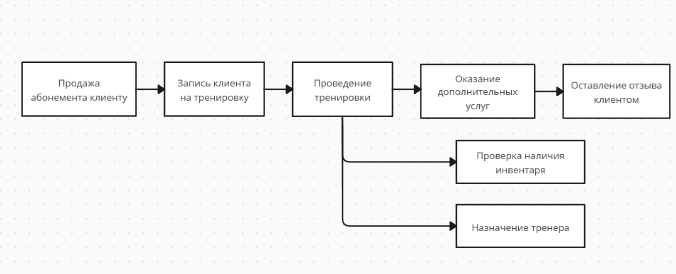 Продажа
абонемента клиенту
Запись клиента
на тренировку
Проведение
тренировки
Оказание
дополнительных
услуг
Оставление отзыва
клиентом
Проверка наличия
инвентаря
Назначение тренера